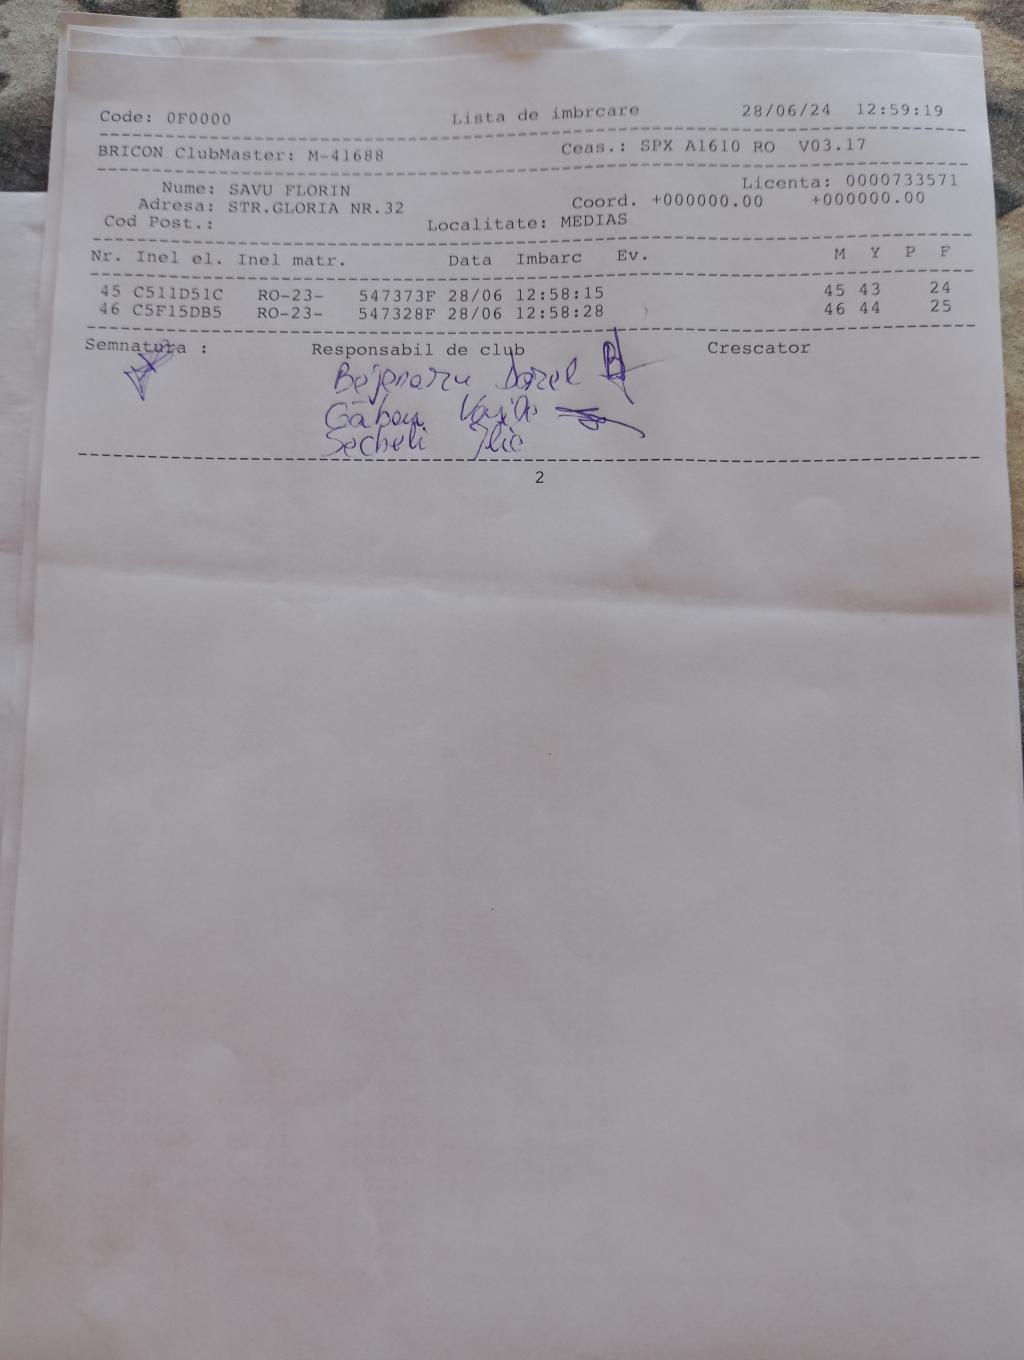 Code: 0F0000 Lista de imbrcare 28/06/24 12:59:19
BRICON ClubMaster: M-41688 Ceas.: SPX A1610 RO V03.17
Nume: SAVU FLORIN Licenta: 0000733571
Adresa: STR.GLORIA NR.32 Coord. +000000.00 +000000.00
Cod Post.: Localitate: MEDIAS
Nr. Inel el. Inel matr. Data Imbarc Ev. M Y P F
45 C511D51C RO-23- 547373F 28/06 12:58:15 45 43 24
46 C5F15DB5 RO-23- 547328F 28/06 12:58:28 46 44 25
Semnatura : Responsabil de club Crescator
Bejenaru Dorel
Vasile
Secheli Ilie
2